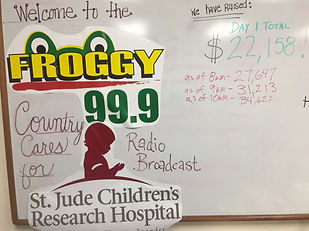 Welcome to the
FROGGY
99.9
Country
Cares
for
Radio
Broadcast
St. Jude Children's
Research Hospital
We have Raised:
DAY 1 TOTAL:
$22,158.
as of 8am- 27,647
as of 9AM- 31,213
as of 10AM- 34,622